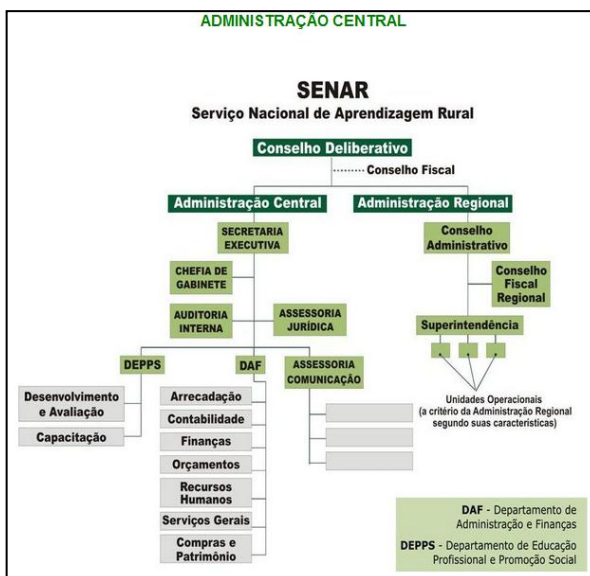 ADMINISTRAÇÃO CENTRAL
SENAR
Serviço Nacional de Aprendizagem Rural
Conselho Deliberativo
Conselho Fiscal
Administração Central
Administração Regional
SECRETARIA
EXECUTIVA
Conselho
Administrativo
CHEFIA DE
GABINETE
Conselho
Fiscal
Regional
AUDITORIA
INTERNA
ASSESSORIA
JURÍDICA
Superintendência
DEPPS
DAF
ASSESSORIA
COMUNICAÇÃO
Desenvolvimento
e Avaliação
Capacitação
Arrecadação
Contabilidade
Finanças
Orçamentos
Recursos
Humanos
Serviços Gerais
Compras e
Patrimônio
Unidades Operacionais
(a critério da Administração Regional
segundo suas características)
DAF - Departamento de
Administração e Finanças
DEPPS - Departamento de Educação
Profissional e Promoção Social